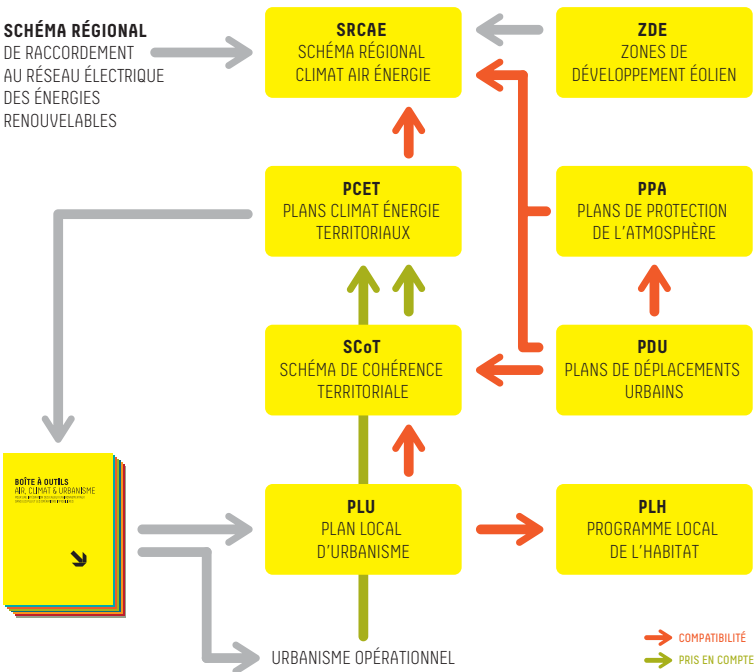 SCHÉMA RÉGIONAL
DE RACCORDEMENT
AU RÉSEAU ÉLECTRIQUE
DES ÉNERGIES
RENOUVELABLES
SRCAE
SCHÉMA RÉGIONAL
CLIMAT AIR ÉNERGIE
ZDE
ZONES DE
DÉVELOPPEMENT ÉOLIEN
PCET
PLANS CLIMAT ÉNERGIE
TERRITORIAUX
PPA
PLANS DE PROTECTION
DE L'ATMOSPHÈRE
SCoT
SCHÉMA DE COHÉRENCE
TERRITORIALE
PDU
PLANS DE DÉPLACEMENTS
URBAINS
BOÎTE À OUTILS
AIR, CLIMAT & URBANISME
PLU
PLAN LOCAL
D'URBANISME
PLH
PROGRAMME LOCAL
DE L'HABITAT
URBANISME OPÉRATIONNEL
COMPATIBILITÉ
PRIS EN COMPTE